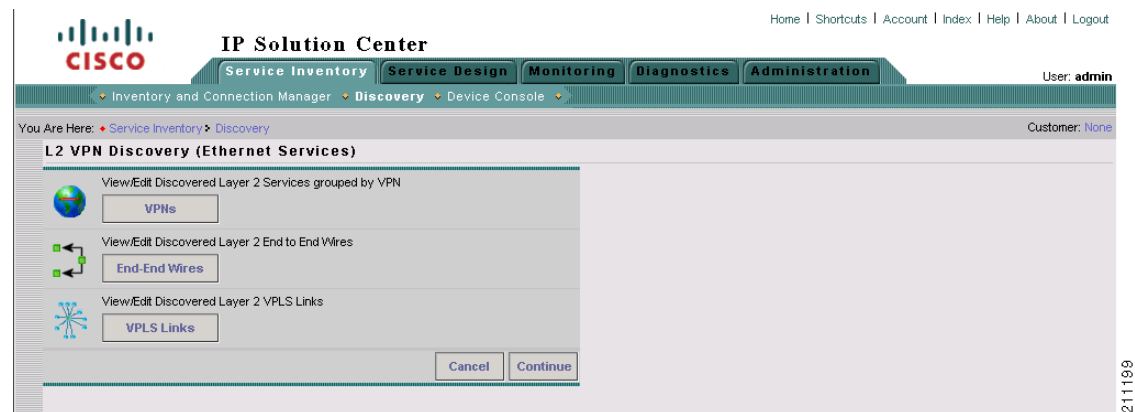 Home | Shortcuts | Account | Index | Help | About | Logout
CISCO
IP Solution Center
Service Inventory Service Design Monitoring Diagnostics Administration
User: admin
Inventory and Connection Manager Discovery Device Console
You Are Here: Service Inventory Discovery
Customer: None
L2 VPN Discovery (Ethernet Services)
View/Edit Discovered Layer 2 Services grouped by VPN
VPNs
View/Edit Discovered Layer 2 End to End Wires
End-End Wires
View/Edit Discovered Layer 2 VPLS Links
VPLS Links
Cancel Continue
211199